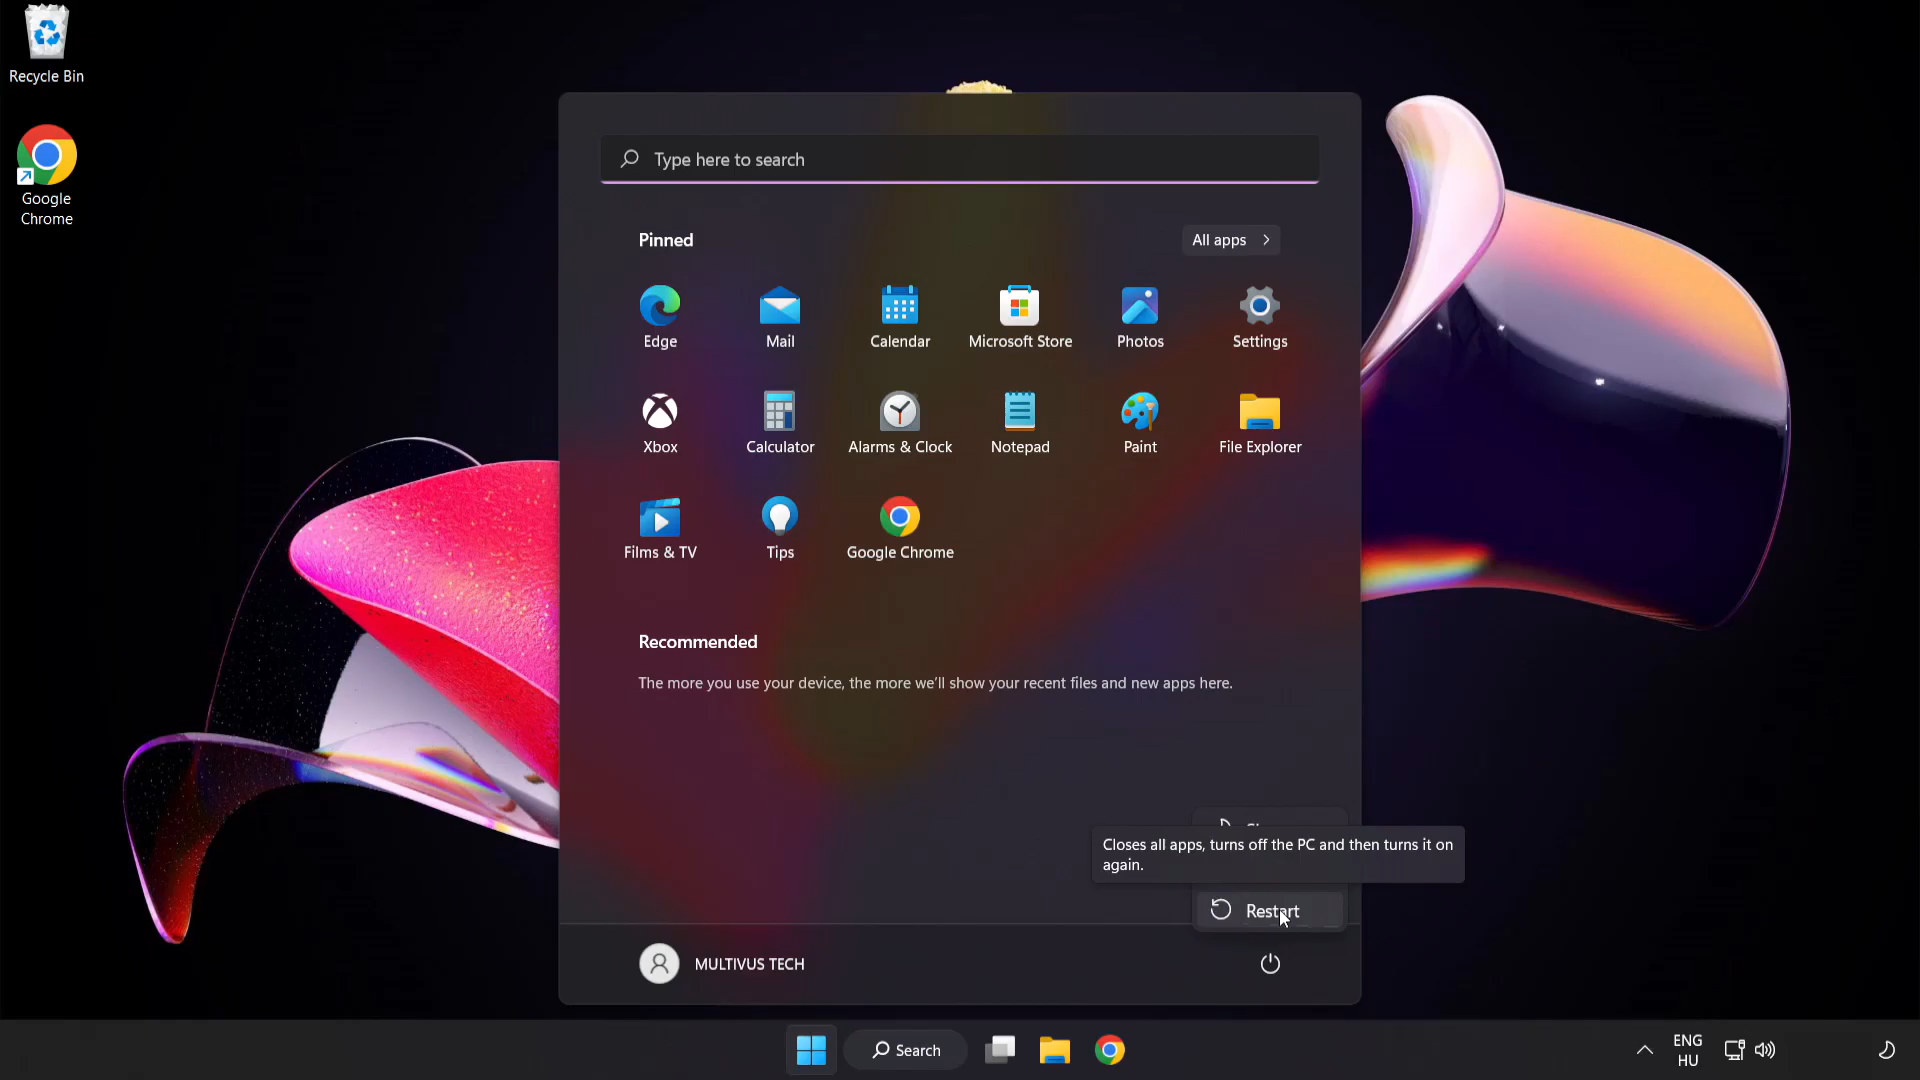 Recycle Bin
Google
Chrome
Type here to search
Pinned
All apps
Edge
Mail
Calendar
Microsoft Store
Photos
Settings
Xbox
Calculator
Alarms & Clock
Notepad
Paint
File Explorer
Films & TV
Tips
Google Chrome
Recommended
The more you use your device, the more we'll show your recent files and new apps here.
Closes all apps, turns off the PC and then turns it on
again.
Restart
MULTIVUS TECH
Search
ENG
HU